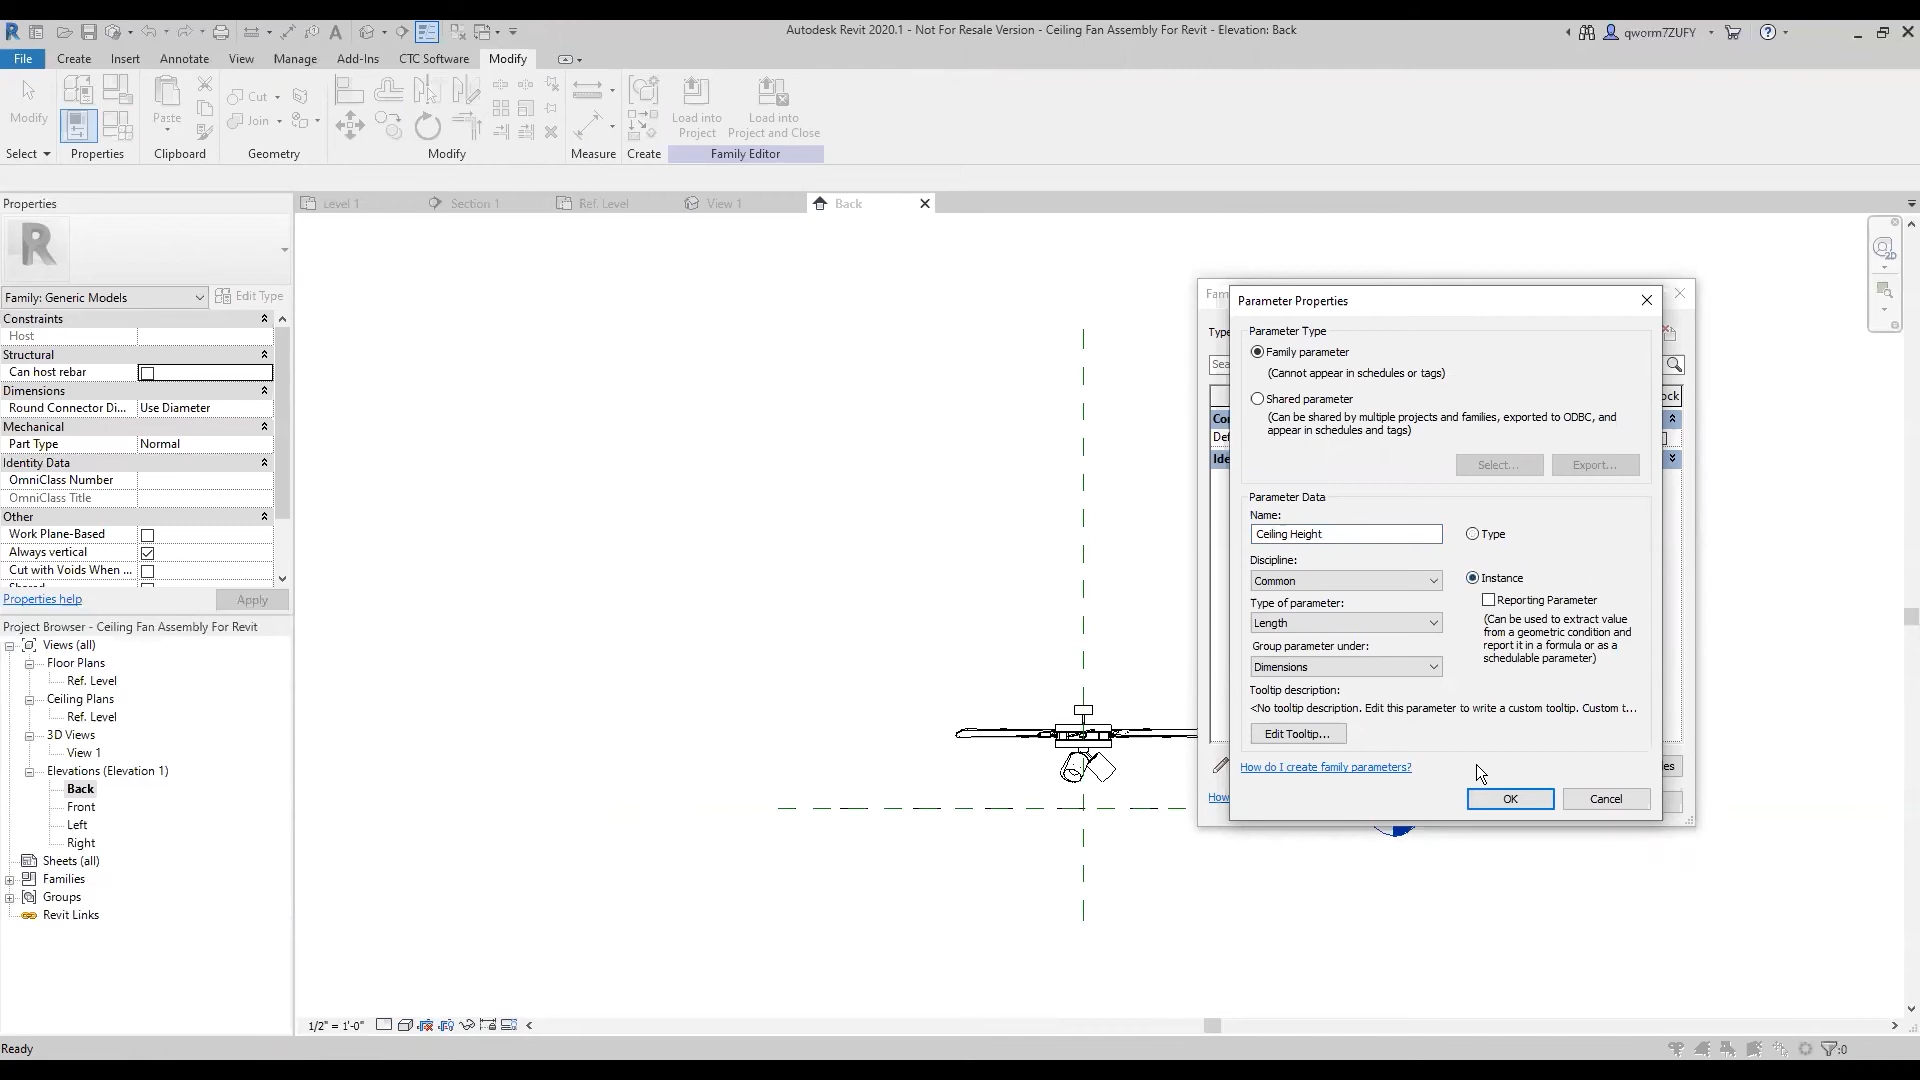 Autodesk Revit 2020.1 - Not For Resale Version - Ceiling Fan Assembly For Revit - Elevation: Back
qworm7ZUFY
File Create Insert Annotate View Manage Add-Ins CTC Software Modify
Modify
Paste
Cut
Join
Load into
Project
Load into
Project and Close
Select Properties Clipboard Geometry Modify Measure Create Family Editor
Properties
Level 1 Section 1 Ref. Level View 1 Back
Family: Generic Models
Edit Type
Constraints
Host
Structural
Can host rebar
Dimensions
Round Connector Di... Use Diameter
Mechanical
Part Type Normal
Identity Data
OmniClass Number
OmniClass Title
Other
Work Plane-Based
Always vertical
Cut with Voids When ...
Properties help
Apply
Project Browser - Ceiling Fan Assembly For Revit
Views (all)
Floor Plans
Ref. Level
Ceiling Plans
Ref. Level
3D Views
View 1
Elevations (Elevation 1)
Back
Front
Left
Right
Sheets (all)
Families
Groups
Revit Links
Fam
Type
Sea
ock
Con
Def
Ide
es
How
Parameter Properties
Parameter Type
Family parameter
(Cannot appear in schedules or tags)
Shared parameter
(Can be shared by multiple projects and families, exported to ODBC, and
appear in schedules and tags)
Select... Export...
Parameter Data
Name:
Ceiling Height
Type
Discipline:
Common
Instance
Type of parameter:
Reporting Parameter
Length
(Can be used to extract value
from a geometric condition and
report it in a formula or as a
schedulable parameter)
Group parameter under:
Dimensions
Tooltip description:
<No tooltip description. Edit this parameter to write a custom tooltip. Custom t...
Edit Tooltip...
How do I create family parameters?
OK Cancel
1/2" = 1'-0"
Ready
:0
2D